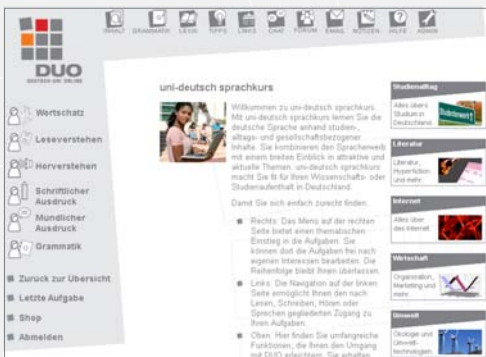 INHALT GRAMMATIK LEXIK TIPPS LINKS CHAT FORUM EMAIL NOTIZEN HILFE ADMIN
DUO
DEUTSCH-UNI ONLINE
Wortschatz
Leseverstehen
Hörverstehen
Schriftlicher
Ausdruck
Mündlicher
Ausdruck
Grammatik
Zurück zur Übersicht
Letzte Aufgabe
Shop
Abmelden
uni-deutsch sprachkurs
Willkommen zu uni-deutsch sprachkurs.
Mit uni-deutsch sprachkurs lernen Sie die
deutsche Sprache anhand studien-,
alltags- und gesellschaftsbezogener
Inhalte. Sie kombinieren den Spracherwerb
mit einem breiten Einblick in attraktive und
aktuelle Themen. uni-deutsch sprachkurs
macht Sie fit für Ihren Wissenschafts- oder
Studienaufenthalt in Deutschland.
Damit Sie sich einfach zurecht finden:
Rechts: Das Menü auf der rechten
Seite bietet einen thematischen
Einstieg in die Aufgaben. Sie
können dort die Aufgaben frei nach
eigenen Interessen bearbeiten. Die
Reihenfolge bleibt Ihnen überlassen.
Links: Die Navigation auf der linken
Seite ermöglicht Ihnen den nach
Lesen, Schreiben, Hören oder
Sprechen gegliederten Zugang zu
Ihren Aufgaben.
Oben: Hier finden Sie umfangreiche
Funktionen, die Ihnen den Umgang
mit DUO erleichtern. Sie erhalten
Studienalltag
Alles übers
Studium in
Deutschland.
Literatur
Literatur,
Hyperfiction
und mehr.
Internet
Alles über
das Internet.
Wirtschaft
Organisation,
Marketing und
mehr.
Umwelt
Ökologie und
Umwelt-
technologien.